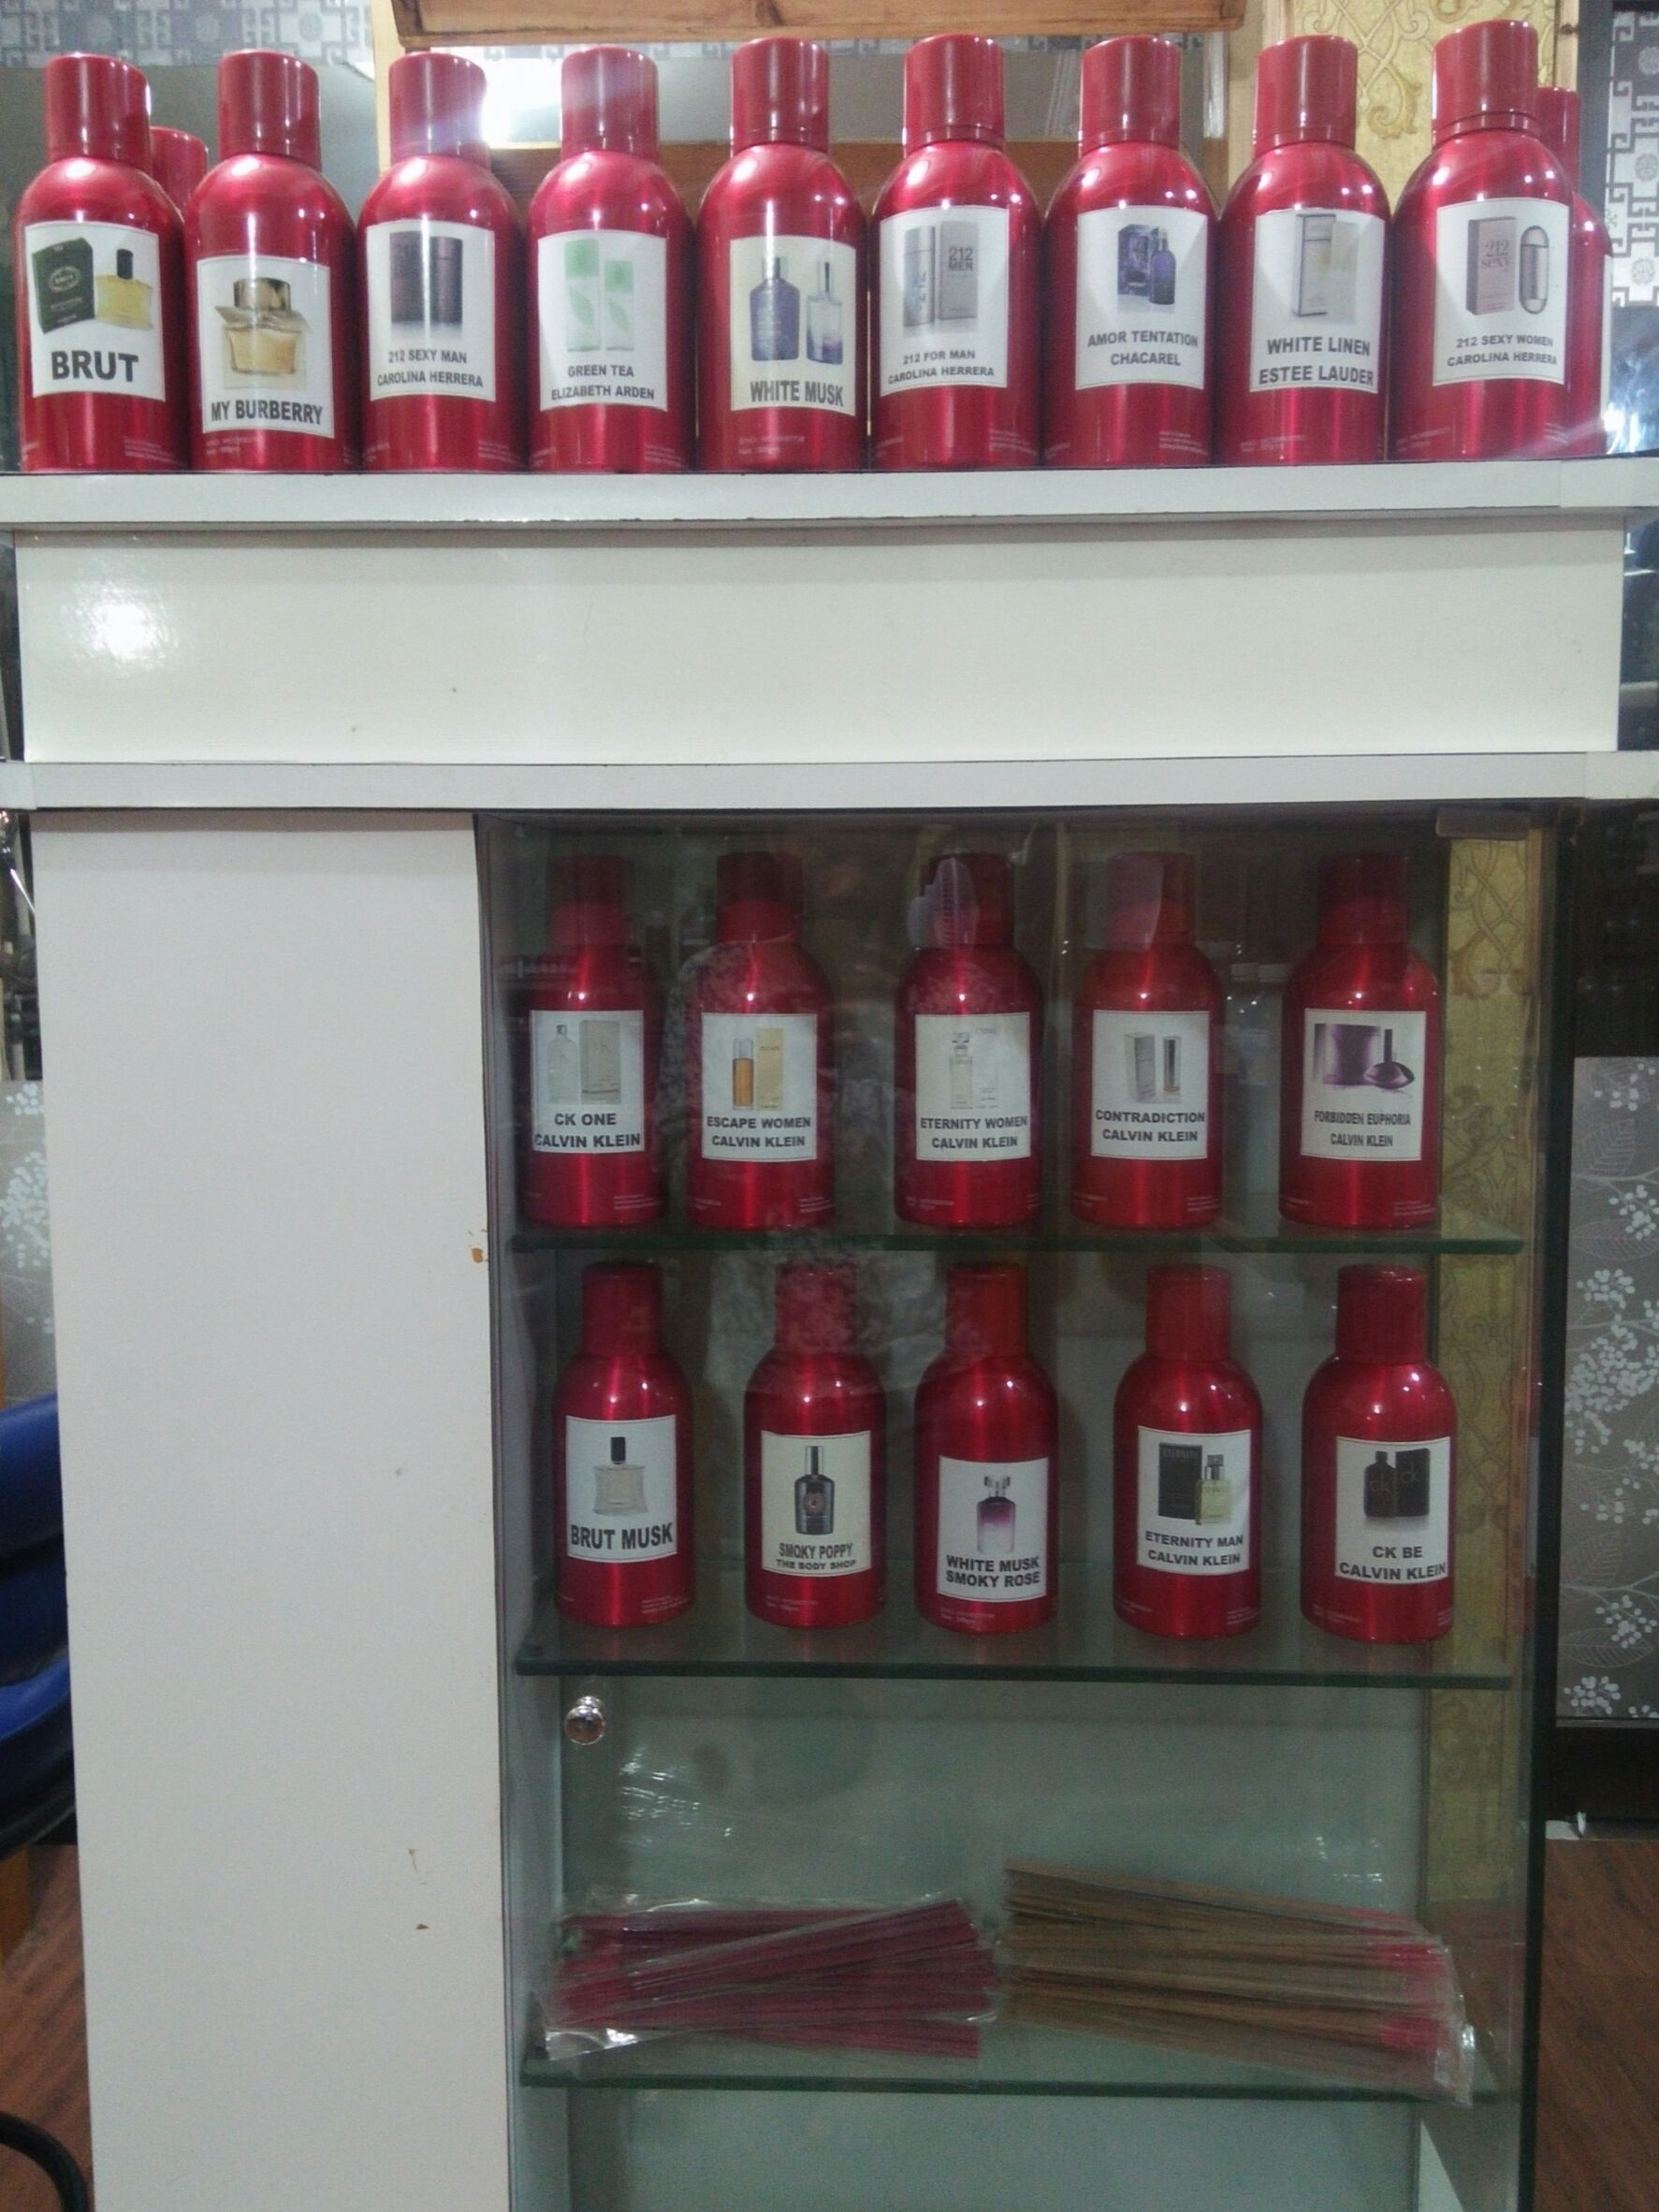 BRUT
MY BURBERRY
212 SEXY MAN
CAROLINA HERRERA
GREEN TEA
ELIZABETH ARDEN
WHITE MUSK
212
212
MEN
212 FOR MAN
CAROLINA HERRERA
AMOR TENTATION
CHACAREL
WHITE LINEN
ESTEE LAUDER
212
sexy
212 SEXY WOMEN
CAROLINA HERRERA
CK ONE
CALVIN KLEIN
ESCAPE WOMEN
CALVIN KLEIN
ETERNITY WOMEN
CALVIN KLEIN
CONTRADICTION
CALVIN KLEIN
FORBIDDEN EUPHORIA
CALVIN KLEIN
BRUT MUSK
SMOKY POPPY
THE BODY SHOP
WHITE MUSK
SMOKY ROSE
ETERNITY MAN
CALVIN KLEIN
CK BE
CALVIN KLEIN